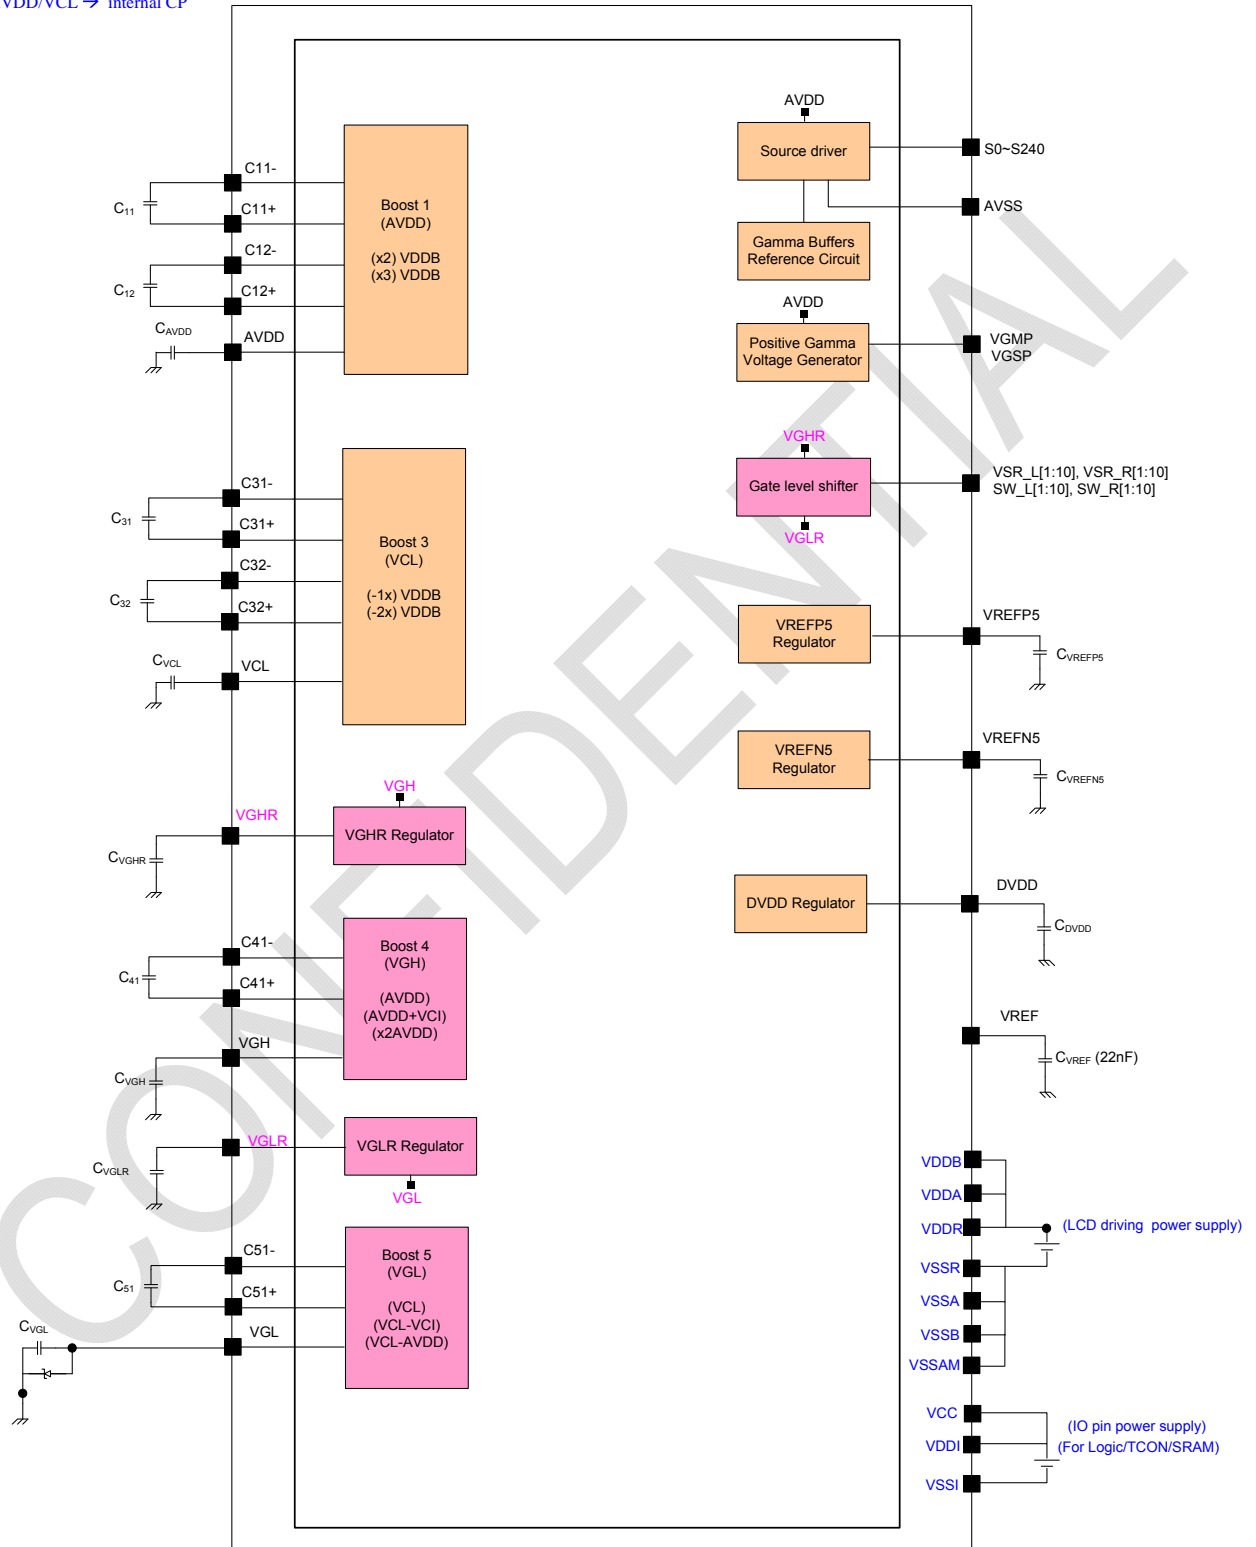 VDD/VCL → internal CP
AVDD
Source driver
S0~S240
AVSS
Gamma Buffers
Reference Circuit
AVDD
Positive Gamma
Voltage Generator
VGMP
VGSP
VGHR
Gate level shifter
VGLR
VSR_L[1:10], VSR_R[1:10]
SW_L[1:10], SW_R[1:10]
VREFP5
Regulator
VREFP5
CVREFP5
VREFN5
Regulator
VREFN5
CVREFN5
DVDD Regulator
DVDD
CDVDD
VREF
CVREF (22nF)
C11-
C11
C11+
C12-
C12
C12+
CAVDD
AVDD
Boost 1
(AVDD)
(x2) VDDB
(x3) VDDB
C31-
C31
C31+
C32-
C32
C32+
CVCL
VCL
Boost 3
(VCL)
(-1x) VDDB
(-2x) VDDB
VGH
VGHR
VGHR Regulator
CVGHR
C41-
C41
C41+
VGH
CVGH
Boost 4
(VGH)
(AVDD)
(AVDD+VCI)
(x2AVDD)
VGLR
VGLR Regulator
CVGLR
VGL
C51-
C51
C51+
VGL
CVGL
Boost 5
(VGL)
(VCL)
(VCL-VCI)
(VCL-AVDD)
VDDB
VDDA
VDDR
(LCD driving power supply)
VSSR
VSSA
VSSB
VSSAM
VCC
VDDI
VSSI
(IO pin power supply)
(For Logic/TCON/SRAM)
CONFIDENTIAL